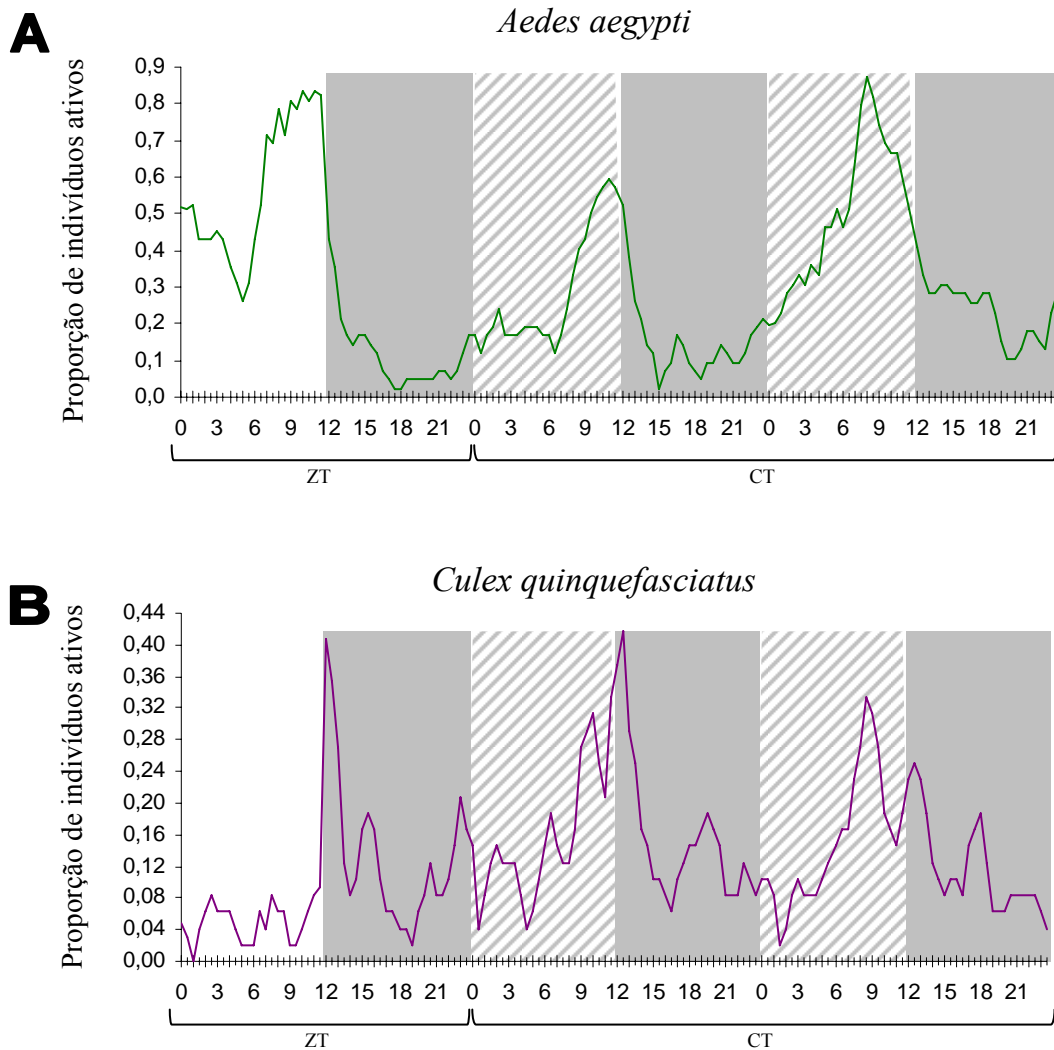 A
Aedes aegypti
Proporção de indivíduos ativos
0,9
0,8
0,7
0,6
0,5
0,4
0,3
0,2
0,1
0,0
0 3 6 9 12 15 18 21 0 3 6 9 12 15 18 21 0 3 6 9 12 15 18 21
ZT CT
B
Culex quinquefasciatus
Proporção de indivíduos ativos
0,44
0,40
0,36
0,32
0,28
0,24
0,20
0,16
0,12
0,08
0,04
0,00
0 3 6 9 12 15 18 21 0 3 6 9 12 15 18 21 0 3 6 9 12 15 18 21
ZT CT